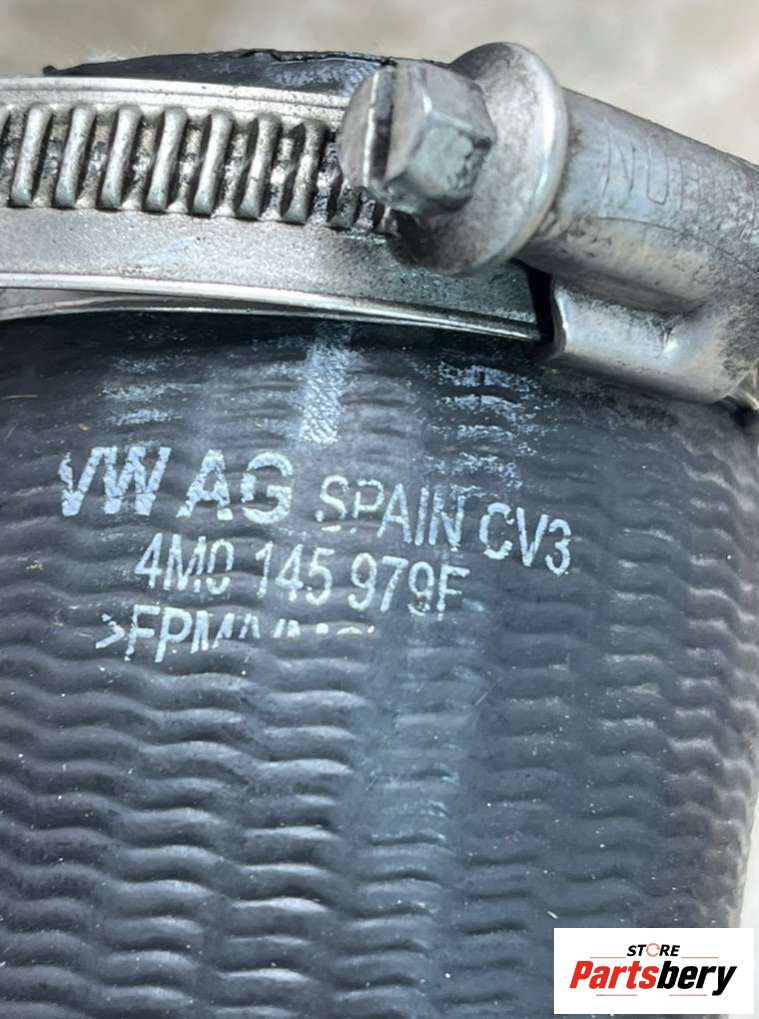 VW AG SPAIN CV3
4M0 145 979F
STORE
Partsbery